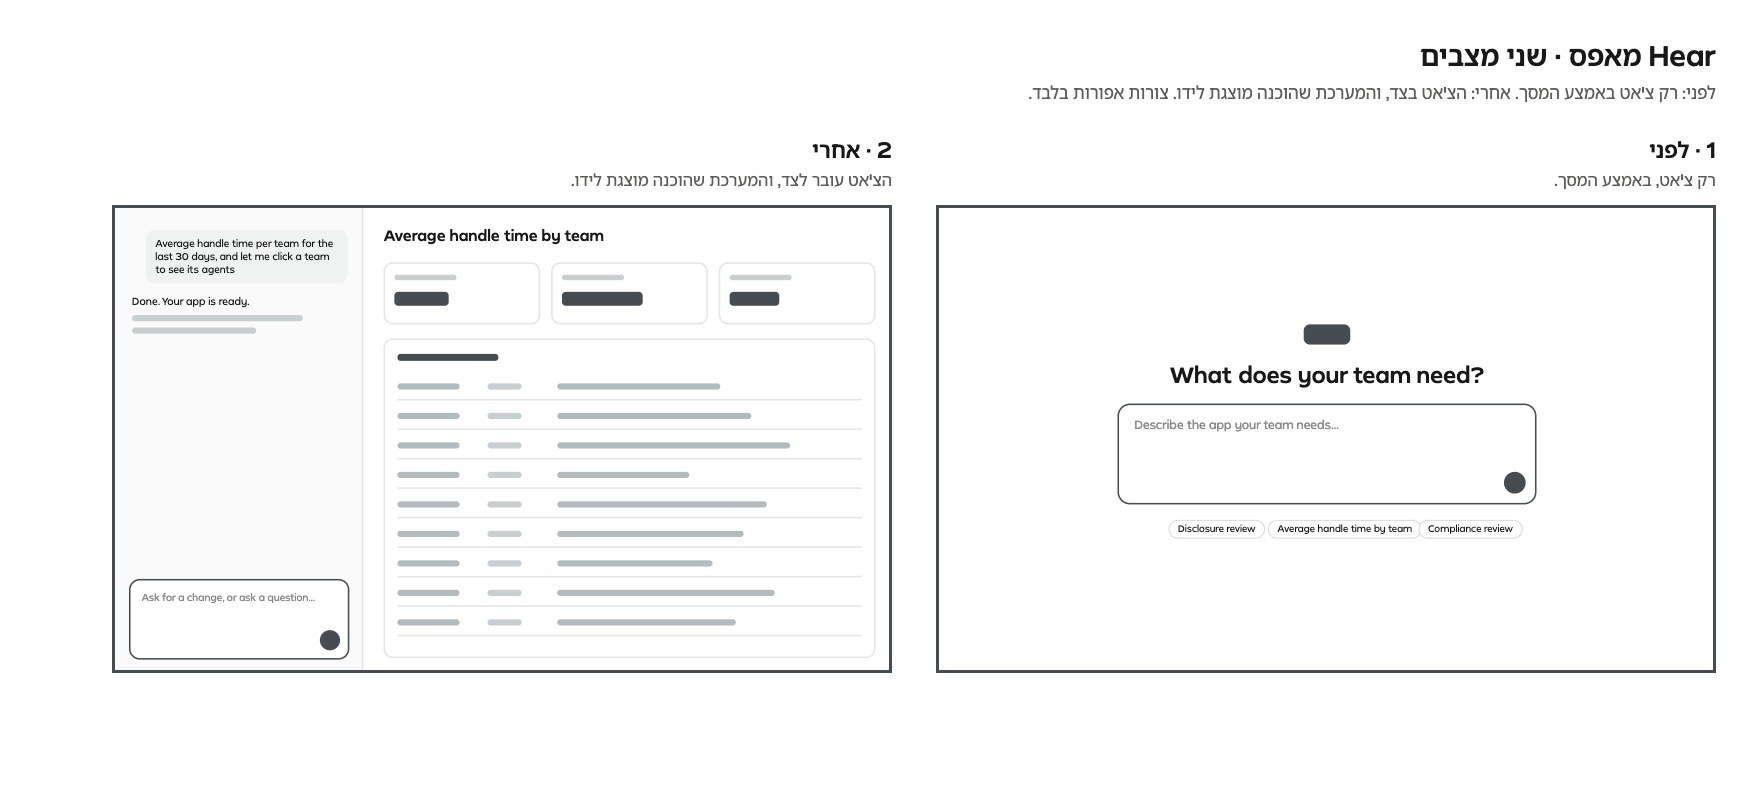 Hear מאפס · שני מצבים
לפני: רק צ'אט באמצע המסך. אחרי: הצ'אט בצד, והמערכת שהוכנה מוצגת לידו. צורות אפורות בלבד.
1 · לפני
רק צ'אט, באמצע המסך.
What does your team need?
Describe the app your team needs...
Disclosure review
Average handle time by team
Compliance review
2 · אחרי
הצ'אט עובר לצד, והמערכת שהוכנה מוצגת לידו.
Average handle time per team for the
last 30 days, and let me click a team
to see its agents
Done. Your app is ready.
Ask for a change, or ask a question...
Average handle time by team